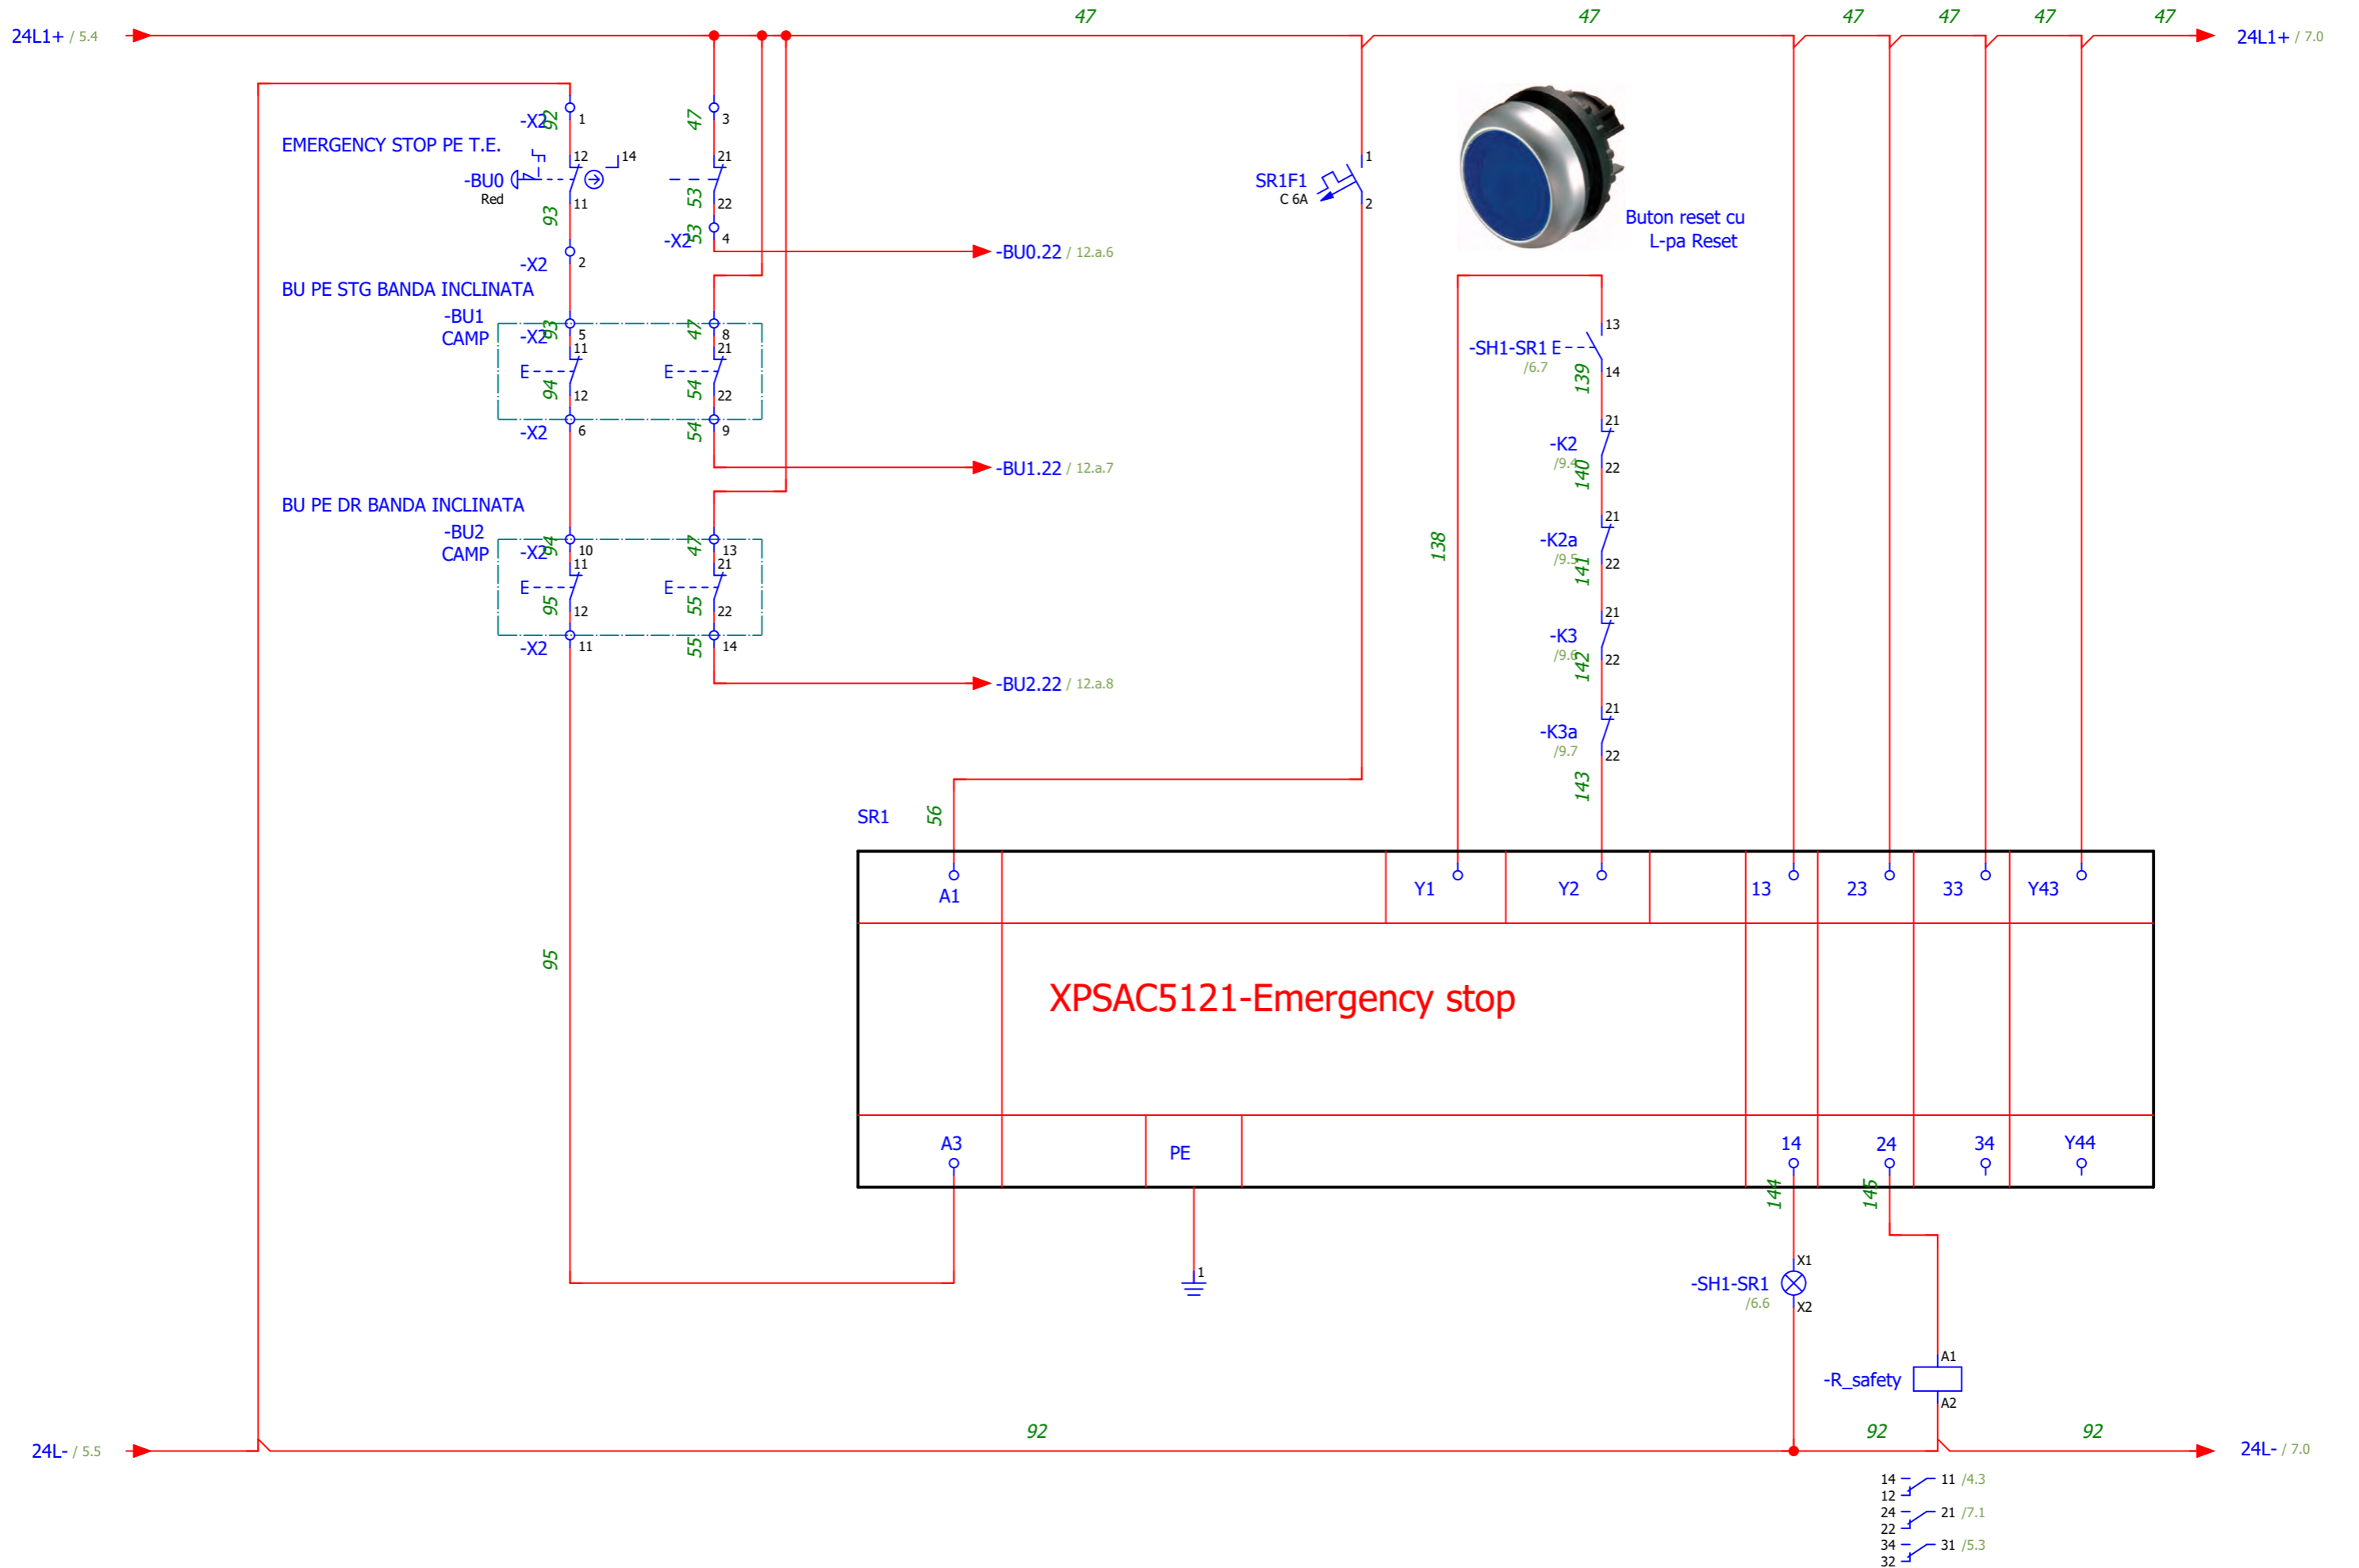 47 47 47 47 47 47
24L1+ / 5.4
24L1+ / 7.0
-X2 92 1
47 3
EMERGENCY STOP PE T.E.
12 14
21
-BU0
Red
11
93
53
22
-X2 53 4
-BU0.22 / 12.a.6
-X2 2
SR1F1
C 6A
1
2
Buton reset cu
L-pa Reset
BU PE STG BANDA INCLINATA
-BU1
CAMP
-X2 93 5
47 8
11
21
E
E
94
12
54
22
-X2 6
54 9
-BU1.22 / 12.a.7
BU PE DR BANDA INCLINATA
-BU2
CAMP
-X2 94 10
47 13
11
21
E
E
95
12
55
22
-X2 11
55 14
-BU2.22 / 12.a.8
13
-SH1-SR1 E
/6.7
14
139
21
-K2
/9.4
22
140
21
-K2a
/9.5
22
141
138
21
-K3
/9.6
22
142
21
-K3a
/9.7
22
143
SR1
56
A1
Y1
Y2
13
23
33
Y43
95
XPSAC5121-Emergency stop
A3
PE
14
24
34
Y44
144
145
1
X1
-SH1-SR1
/6.6
X2
A1
-R_safety
A2
92 92 92
24L- / 5.5
24L- / 7.0
14 11 /4.3
12
24 21 /7.1
22
34 31 /5.3
32